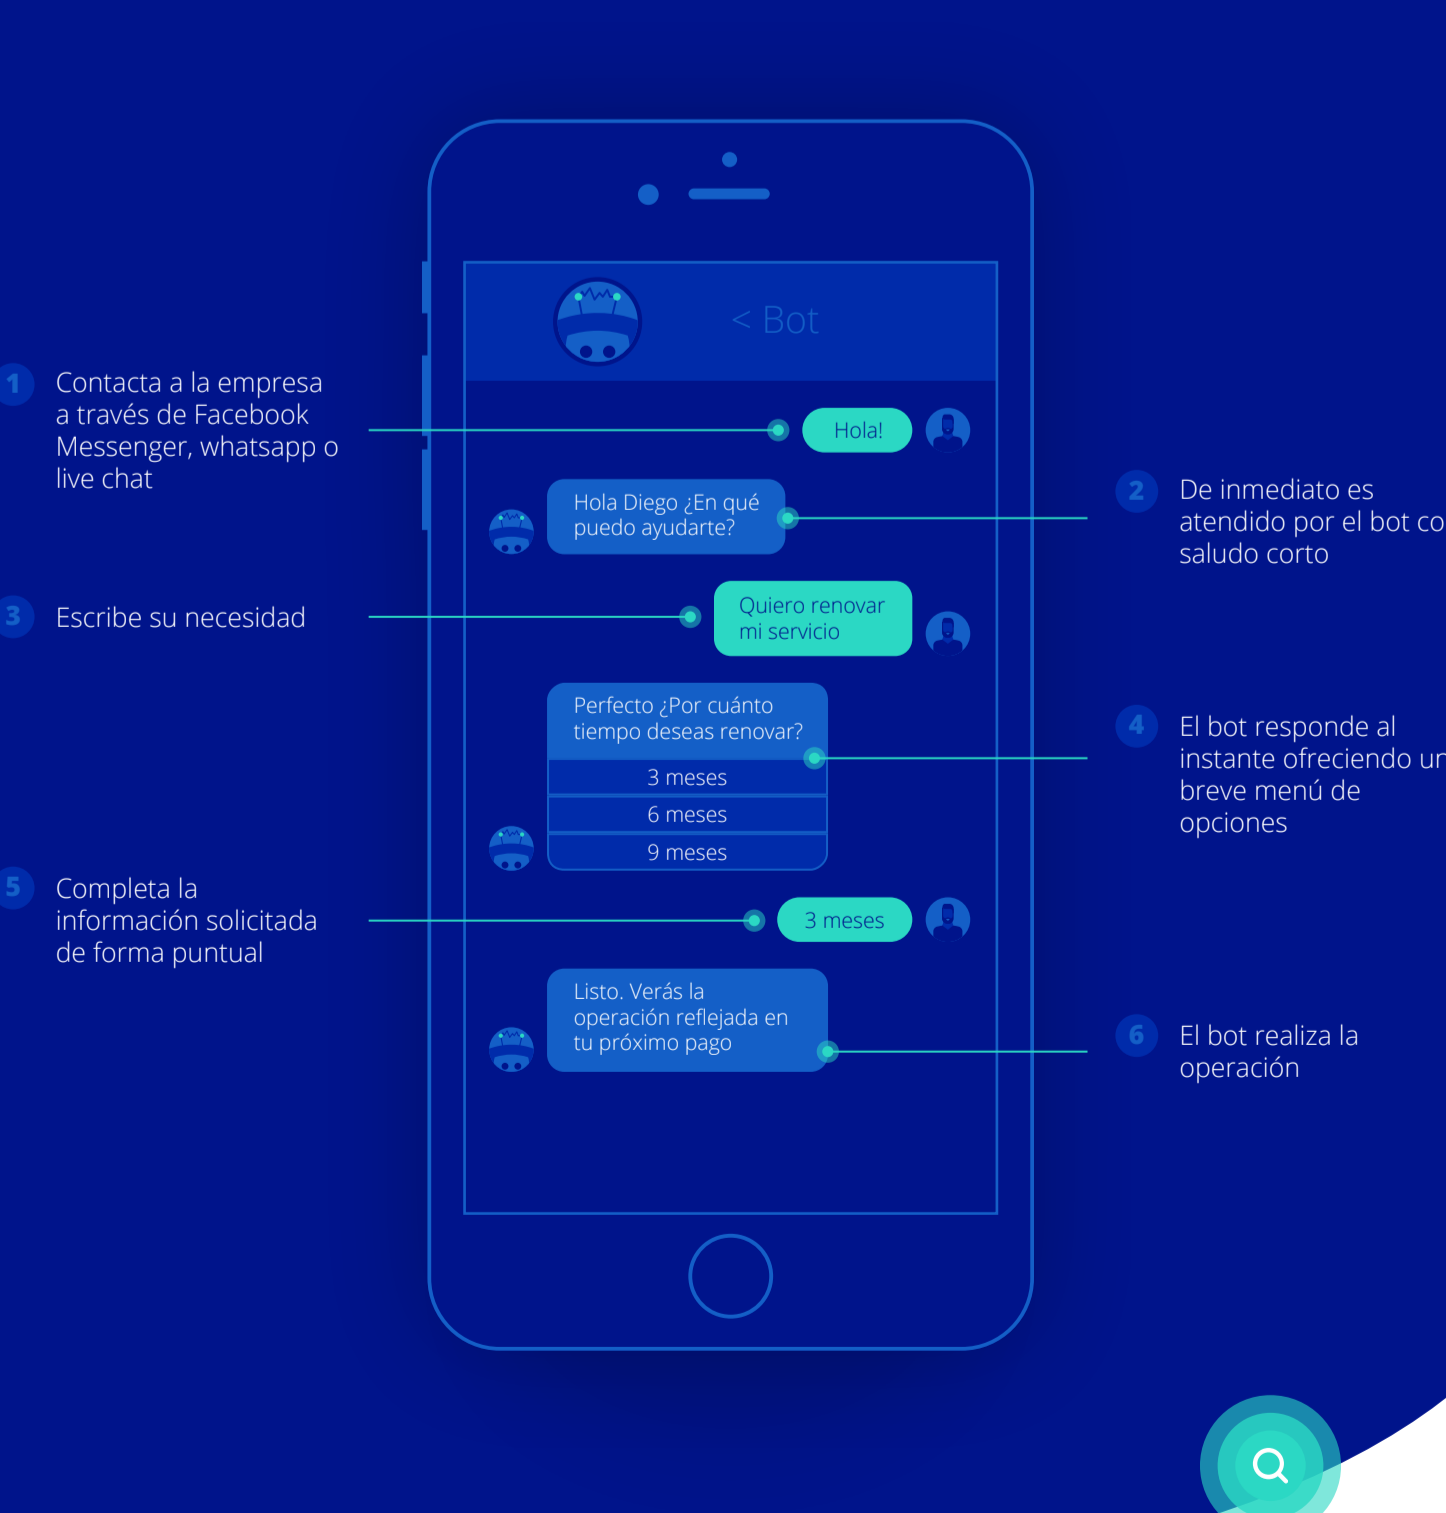 < Bot
1
Contacta a la empresa
a través de Facebook
Messenger, whatsapp o
live chat
Hola!
Hola Diego ¿En qué
puedo ayudarte?
2
De inmediato es
atendido por el bot
saludo corto
3
Escribe su necesidad
Quiero renovar
mi servicio
Perfecto ¿Por cuánto
tiempo deseas renovar?
3 meses
6 meses
9 meses
4
El bot responde al
instante ofreciendo
breve menú de
opciones
5
Completa la
información solicitada
de forma puntual
3 meses
Listo. Verás la
operación reflejada en
tu próximo pago
6
El bot realiza la
operación